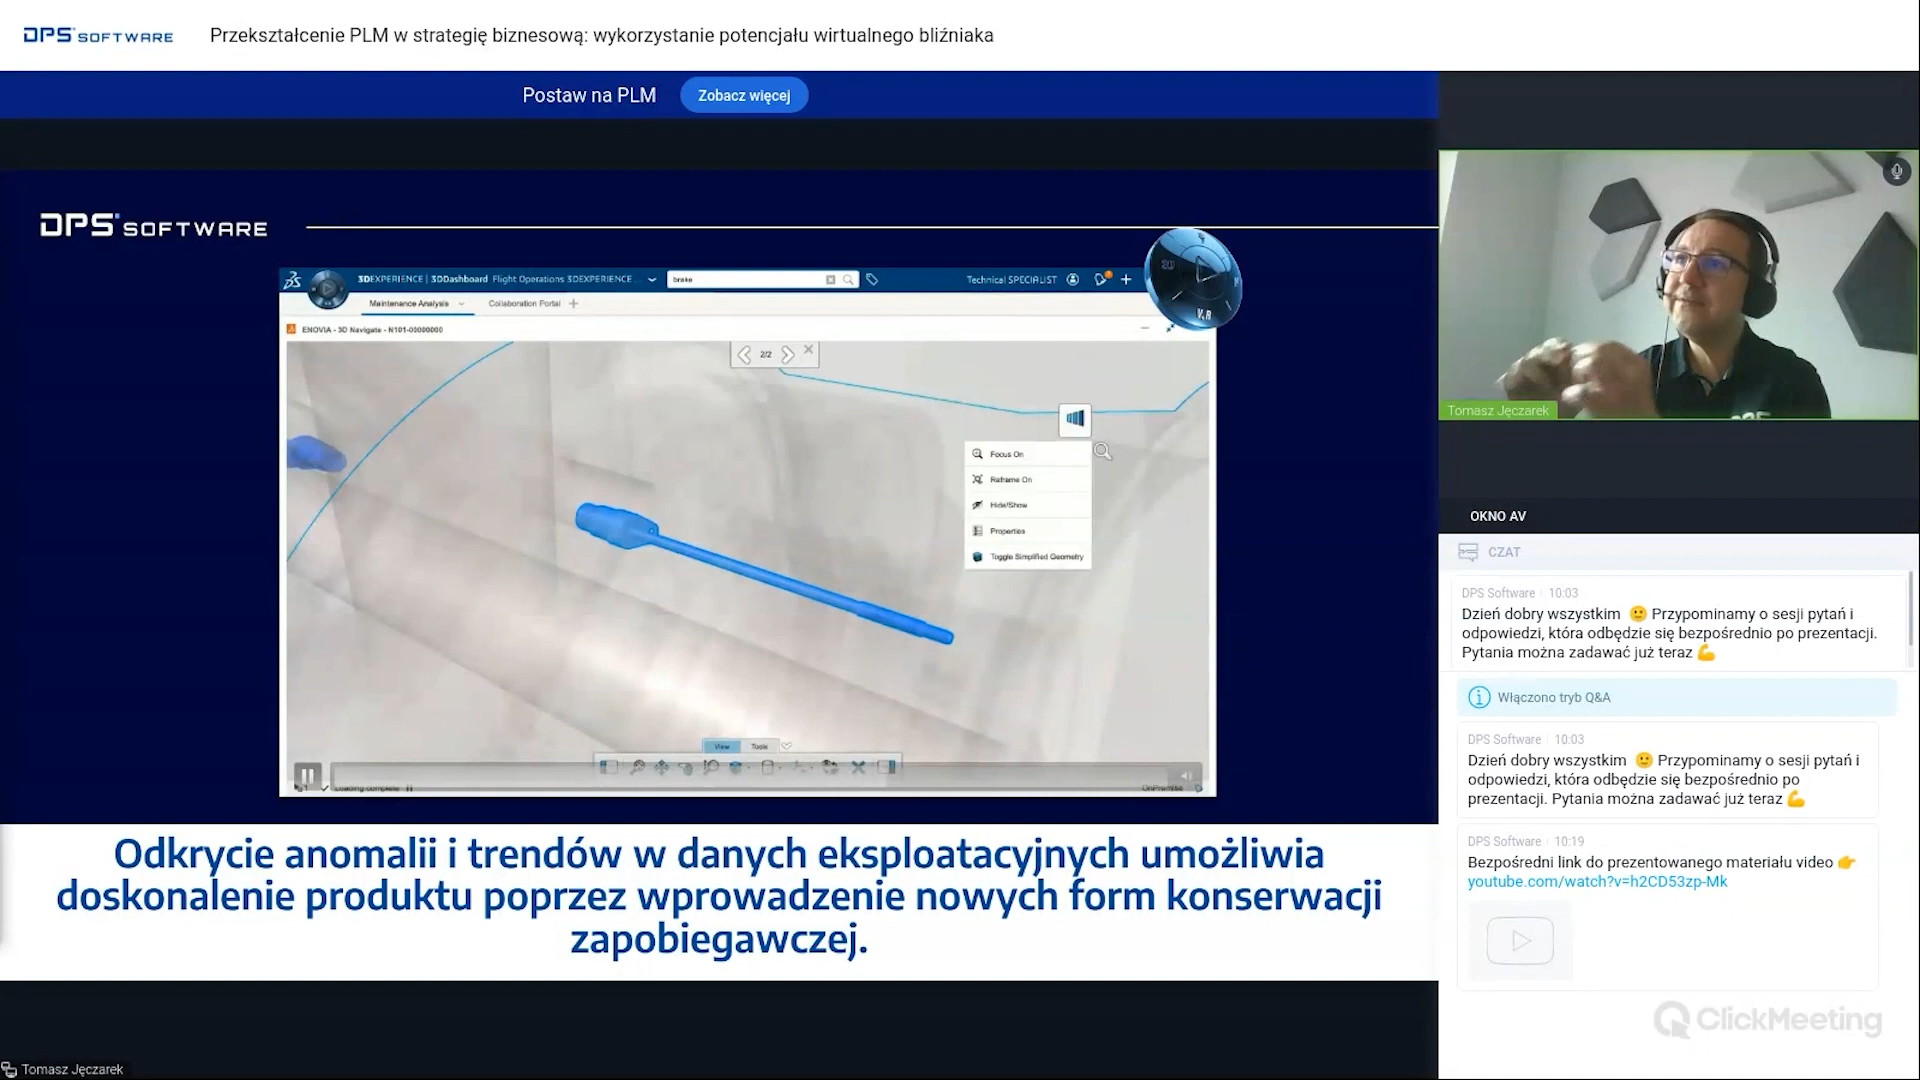 DPS SOFTWARE
Przekształcenie PLM w strategię biznesową: wykorzystanie potencjału wirtualnego bliźniaka
Postaw na PLM
Zobacz więcej
DPS SOFTWARE
3DEXPERIENCE | 3DDashboard Flight Operations 3DEXPERIENCE ...
brake
Technical SPECIALIST
Maintenance Analysis
Collaboration Portal
ENOVIA - 3D Navigate - N101-00000000
2/2
3D
V.R
Focus On
Reframe On
Hide/Show
Properties
Toggle Simplified Geometry
View
Tools
Loading complete
OnPremise
Odkrycie anomalii i trendów w danych eksploatacyjnych umożliwia
doskonalenie produktu poprzez wprowadzenie nowych form konserwacji
zapobiegawczej.
Tomasz Jęczarek
Tomasz Jęczarek
OKNO AV
CZAT
DPS Software 10:03
Dzień dobry wszystkim 🙂 Przypominamy o sesji pytań i
odpowiedzi, która odbędzie się bezpośrednio po prezentacji.
Pytania można zadawać już teraz 💪
Włączono tryb Q&A
DPS Software 10:03
Dzień dobry wszystkim 🙂 Przypominamy o sesji pytań i
odpowiedzi, która odbędzie się bezpośrednio po
prezentacji. Pytania można zadawać już teraz 💪
DPS Software 10:19
Bezpośredni link do prezentowanego materiału video 👉
youtube.com/watch?v=h2CD53zp-Mk
ClickMeeting